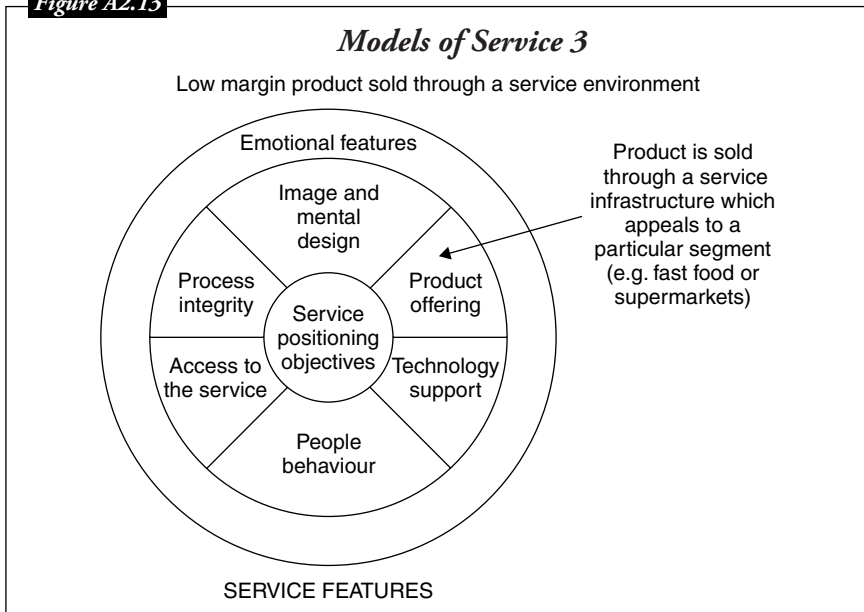 Figure A2.13
Models of Service 3
Low margin product sold through a service environment
Emotional features
Image and
mental
design
Process
integrity
Product
offering
Service
positioning
objectives
Access to
the service
Technology
support
People
behaviour
Product is sold
through a service
infrastructure which
appeals to a
particular segment
(e.g. fast food or
supermarkets)
SERVICE FEATURES